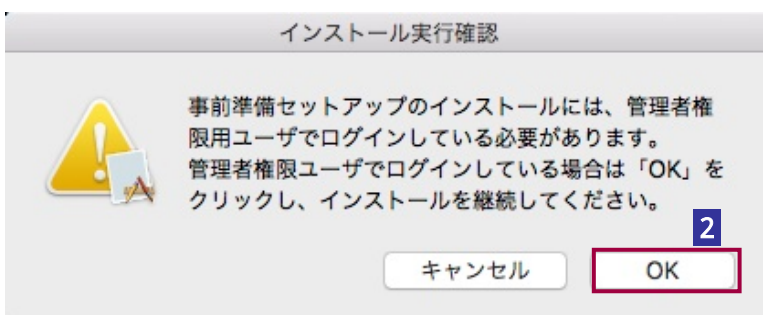 インストール実行確認
事前準備セットアップのインストールには、管理者権
限用ユーザでログインしている必要があります。
管理者権限ユーザでログインしている場合は「OK」を
クリックし、インストールを継続してください。
2
キャンセル
OK